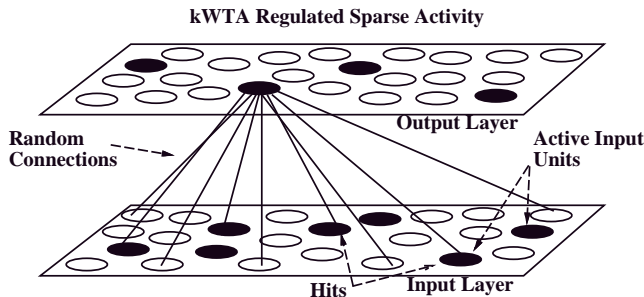 kWTA Regulated Sparse Activity
Output Layer
Random
Connections
Active Input
Units
Hits
Input Layer